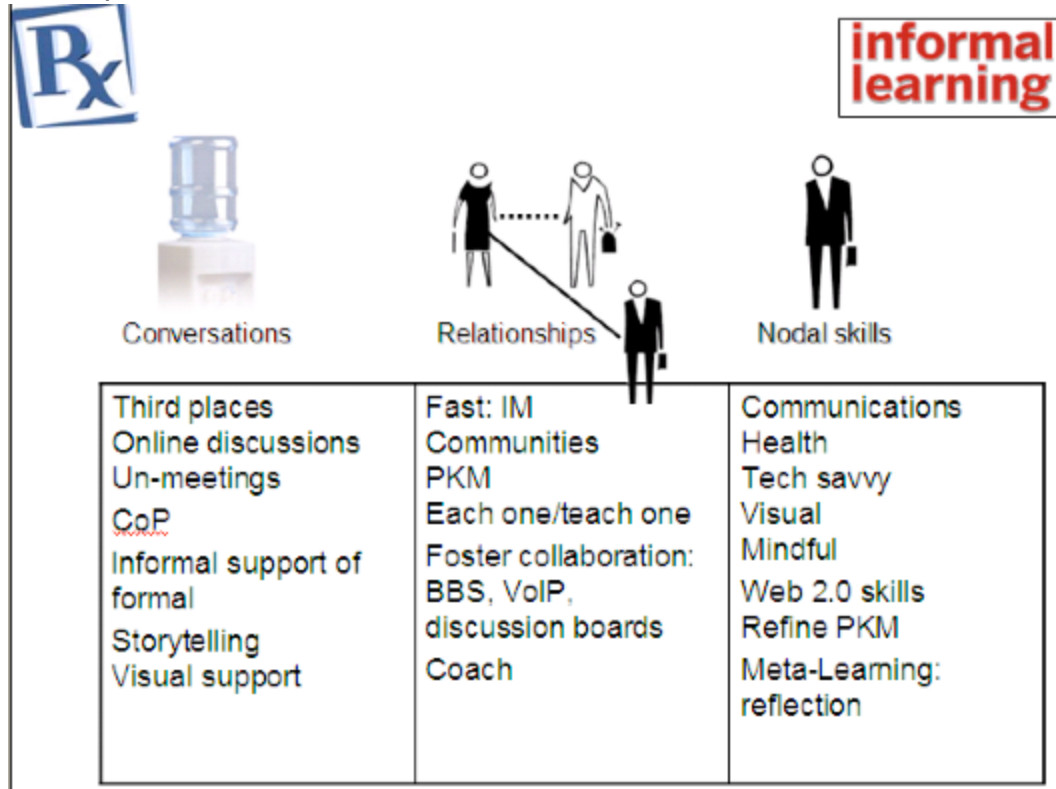 Rx
informal
learning
Conversations
Relationships
Nodal skills
Third places
Online discussions
Un-meetings
CoP
Informal support of
formal
Storytelling
Visual support
Fast: IM
Communities
PKM
Each one/teach one
Foster collaboration:
BBS, VoIP,
discussion boards
Coach
Communications
Health
Tech savvy
Visual
Mindful
Web 2.0 skills
Refine PKM
Meta-Learning:
reflection